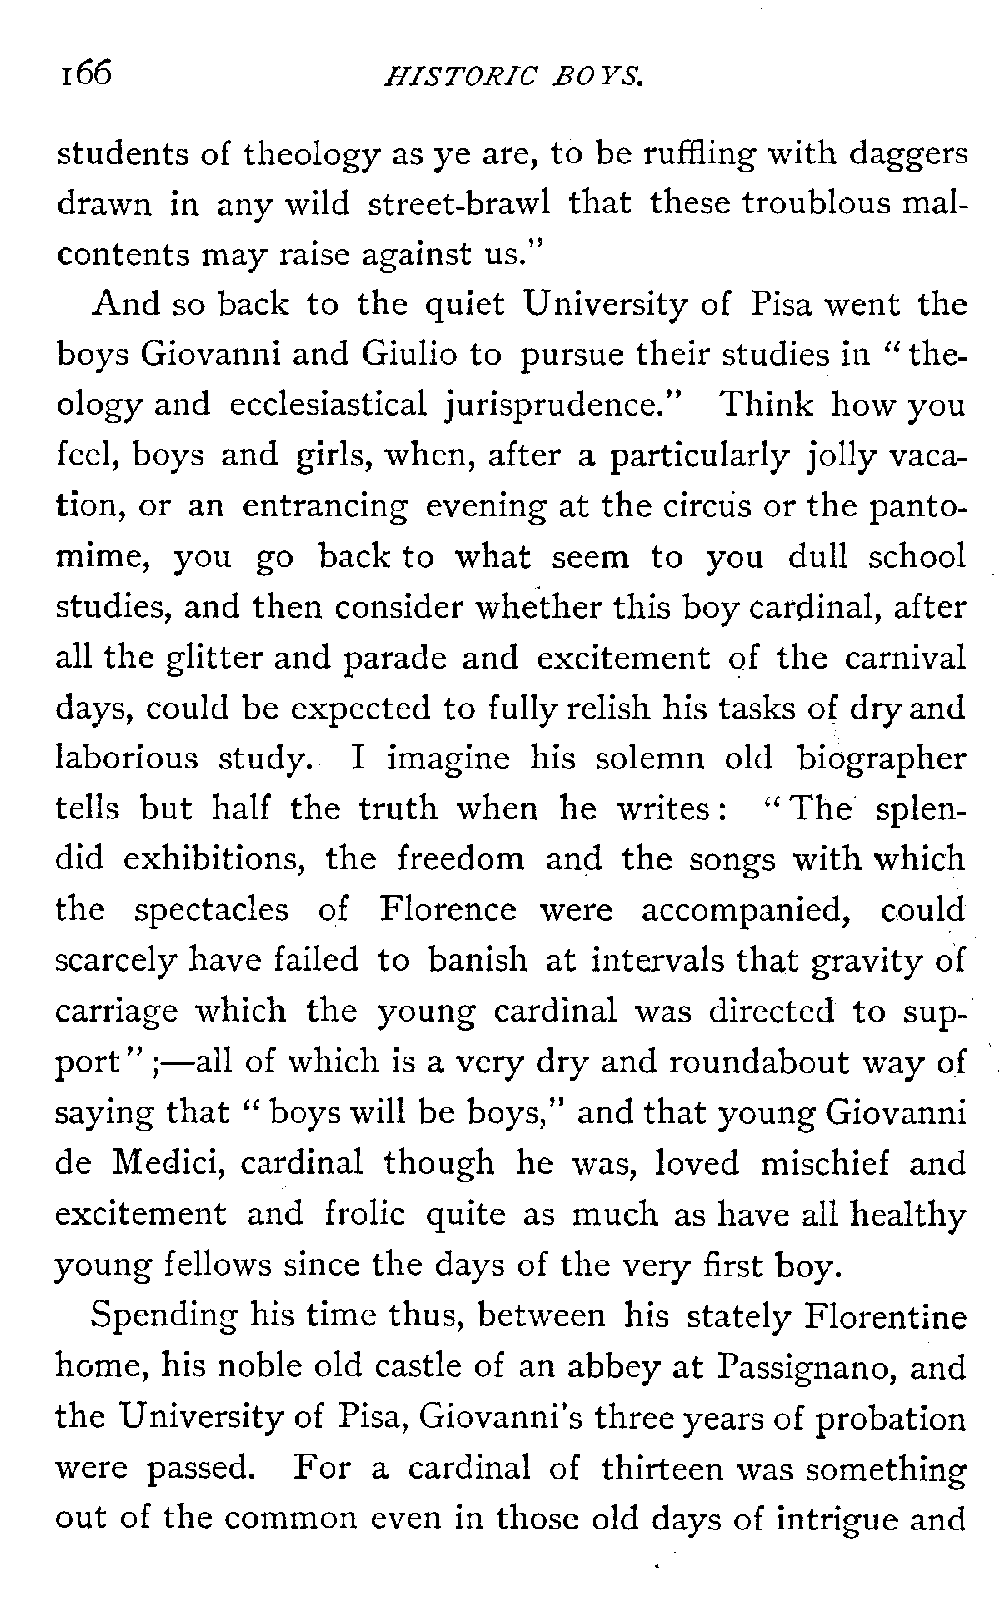 166 HISTORIC BOYS.
students of theology as ye are, to be ruffling with daggers
drawn in any wild street-brawl that these troublous mal-
contents may raise against us."
And so back to the quiet University of Pisa went the
boys Giovanni and Giulio to pursue their studies in "the-
ology and ecclesiastical jurisprudence." Think how you
feel, boys and girls, when, after a particularly jolly vaca-
tion, or an entrancing evening at the circus or the panto-
mime, you go back to what seem to you dull school
studies, and then consider whether this boy cardinal, after
all the glitter and parade and excitement of the carnival
days, could be expected to fully relish his tasks of dry and
laborious study. I imagine his solemn old biographer
tells but half the truth when he writes: "The splen-
did exhibitions, the freedom and the songs with which
the spectacles of Florence were accompanied, could
scarcely have failed to banish at intervals that gravity of
carriage which the young cardinal was directed to sup-
port";—all of which is a very dry and roundabout way of
saying that "boys will be boys," and that young Giovanni
de Medici, cardinal though he was, loved mischief and
excitement and frolic quite as much as have all healthy
young fellows since the days of the very first boy.
Spending his time thus, between his stately Florentine
home, his noble old castle of an abbey at Passignano, and
the University of Pisa, Giovanni's three years of probation
were passed. For a cardinal of thirteen was something
out of the common even in those old days of intrigue and